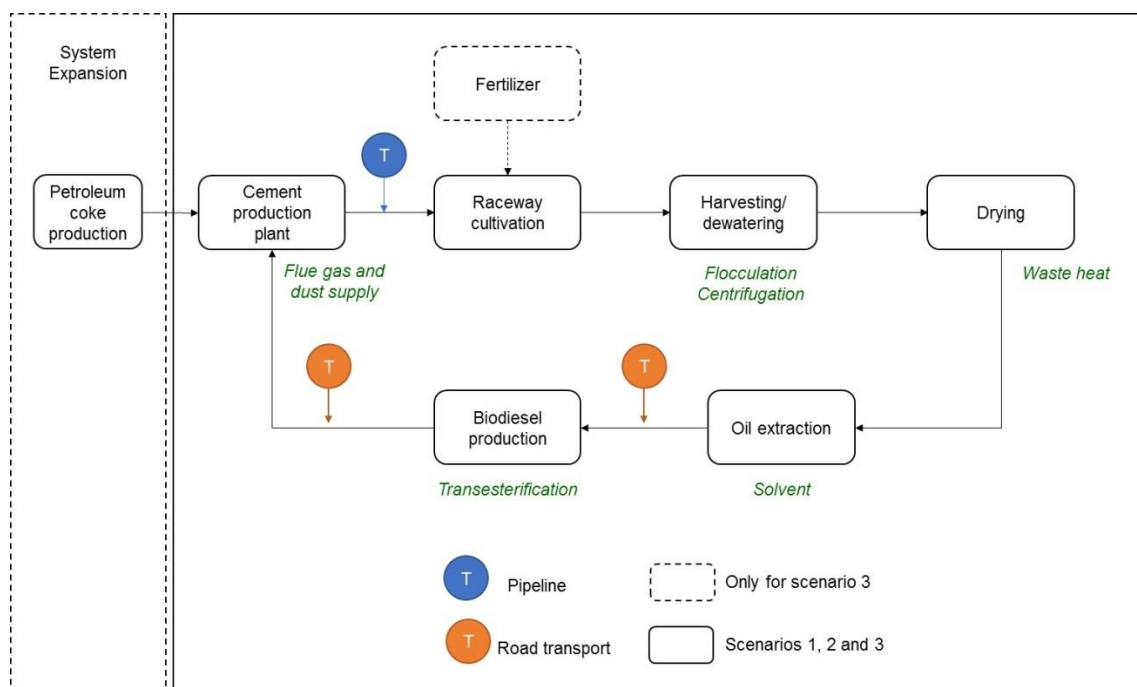 System
Expansion
Fertilizer
T
Petroleum
coke
production
Cement
production
plant
Raceway
cultivation
Harvesting/
dewatering
Drying
Flue gas and
dust supply
Flocculation
Centrifugation
Waste heat
T
T
Biodiesel
production
Oil extraction
Transesterification
Solvent
T
Pipeline
Only for scenario 3
T
Road transport
Scenarios 1, 2 and 3